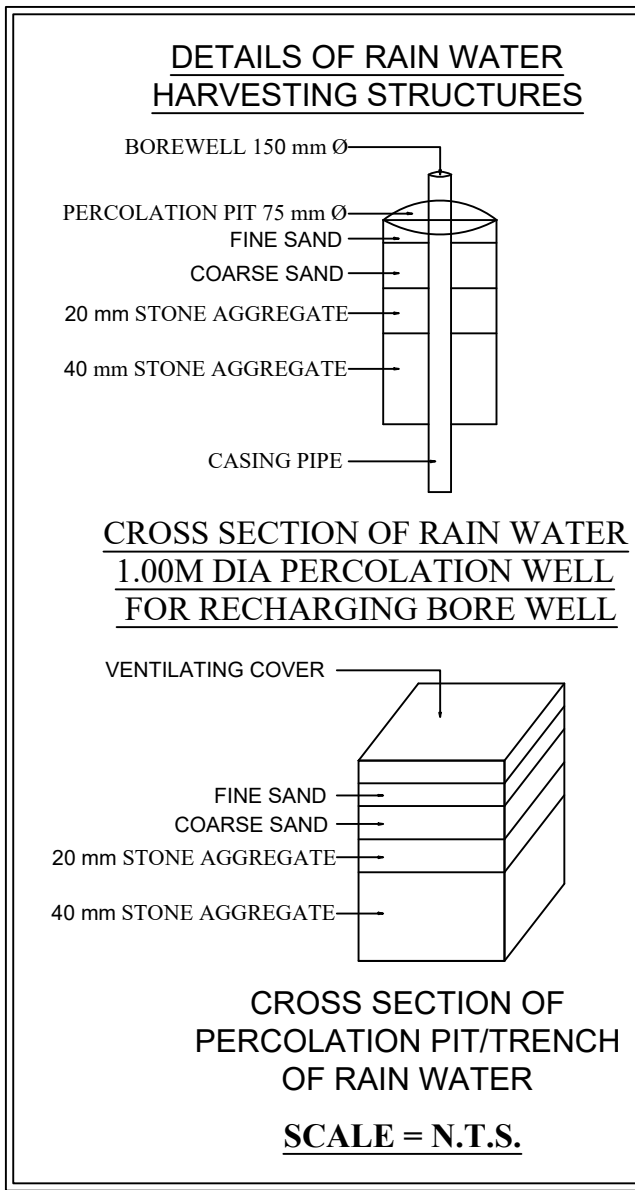 DETAILS OF RAIN WATER
HARVESTING STRUCTURES
BOREWELL 150 mm Ø
PERCOLATION PIT 75 mm Ø
FINE SAND
COARSE SAND
20 mm STONE AGGREGATE
40 mm STONE AGGREGATE
CASING PIPE
CROSS SECTION OF RAIN WATER
1.00M DIA PERCOLATION WELL
FOR RECHARGING BORE WELL
VENTILATING COVER
FINE SAND
COARSE SAND
20 mm STONE AGGREGATE
40 mm STONE AGGREGATE
CROSS SECTION OF
PERCOLATION PIT/TRENCH
OF RAIN WATER
SCALE = N.T.S.